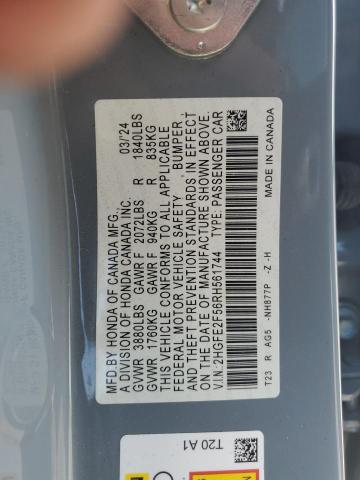 MFD.BY HONDA OF CANADA MFG.
A DIVISION OF HONDA CANADA INC. 03/'24
GVWR 3880LBS GAWR F 2072LBS R 1840LBS
GVWR 1760KG GAWR F 940KG R 835KG
THIS VEHICLE CONFORMS TO ALL APPLICABLE
FEDERAL MOTOR VEHICLE SAFETY, BUMPER,
AND THEFT PREVENTION STANDARDS IN EFFECT
ON THE DATE OF MANUFACTURE SHOWN ABOVE.
V.I.N:2HGFE2F56RH561744 TYPE: PASSENGER CAR
T23 R AG5 -NH877P -Z -H MADE IN CANADA
T20 A1